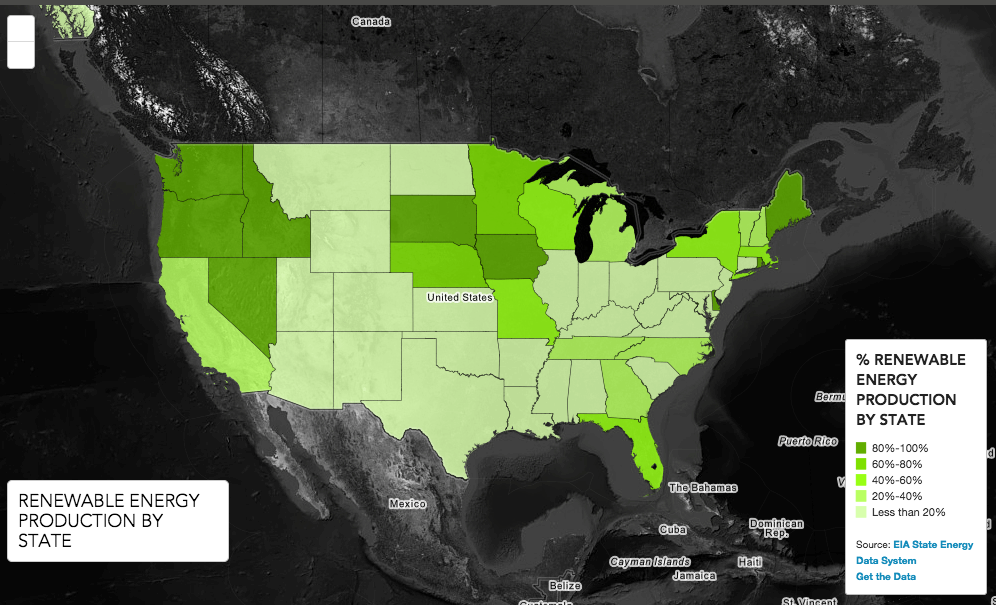 Canada
United States
Mexico
RENEWABLE ENERGY
PRODUCTION BY
STATE
% RENEWABLE
ENERGY
PRODUCTION
BY STATE
80%-100%
60%-80%
40%-60%
20%-40%
Less than 20%
Source: EIA State Energy
Data System
Get the Data
Puerto Rico
The Bahamas
Cuba
Dominican
Rep.
Cayman Islands
Haiti
Jamaica
Belize
St. Vincent